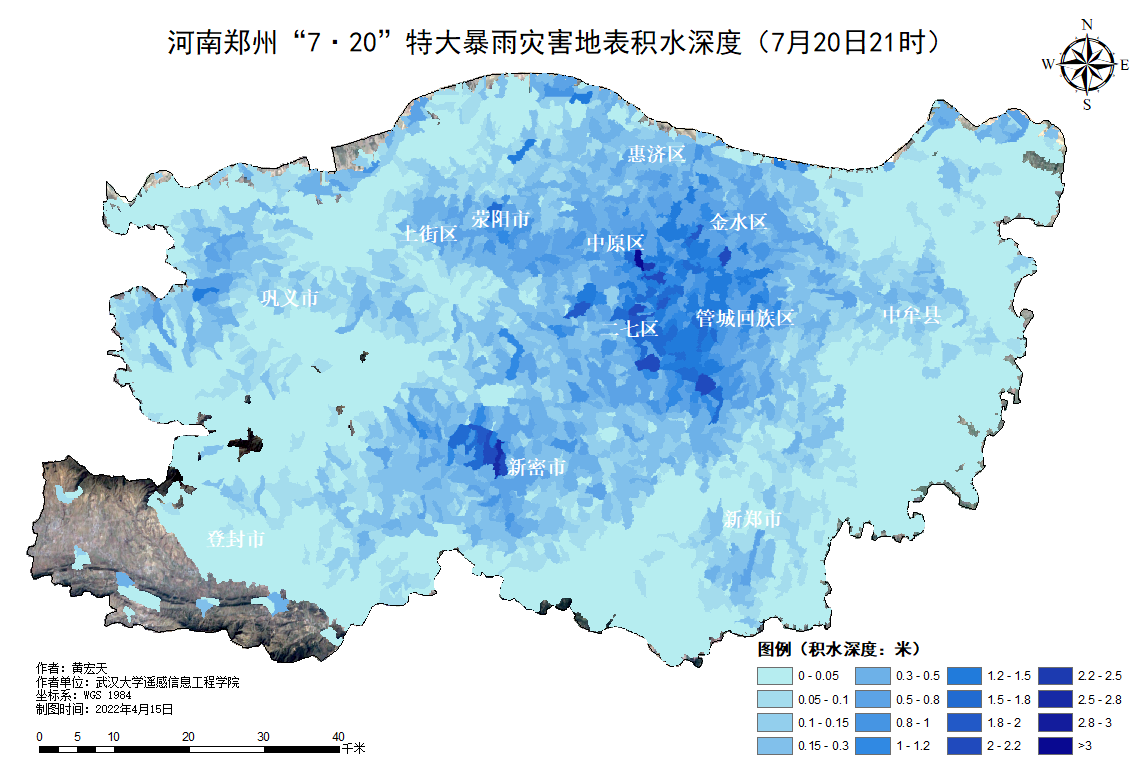 河南郑州“7·20”特大暴雨灾害地表积水深度（7月20日21时）
N
W E
S
惠济区
荥阳市
金水区
上街区
中原区
巩义市
中牟县
管城回族区
二七区
新密市
新郑市
登封市
图例（积水深度：米）
0 - 0.05 0.3 - 0.5 1.2 - 1.5 2.2 - 2.5
0.05 - 0.1 0.5 - 0.8 1.5 - 1.8 2.5 - 2.8
0.1 - 0.15 0.8 - 1 1.8 - 2 2.8 - 3
0.15 - 0.3 1 - 1.2 2 - 2.2 >3
作者：黄宏天
作者单位：武汉大学遥感信息工程学院
坐标系：WGS 1984
制图时间：2022年4月15日
0 5 10 20 30 40
千米